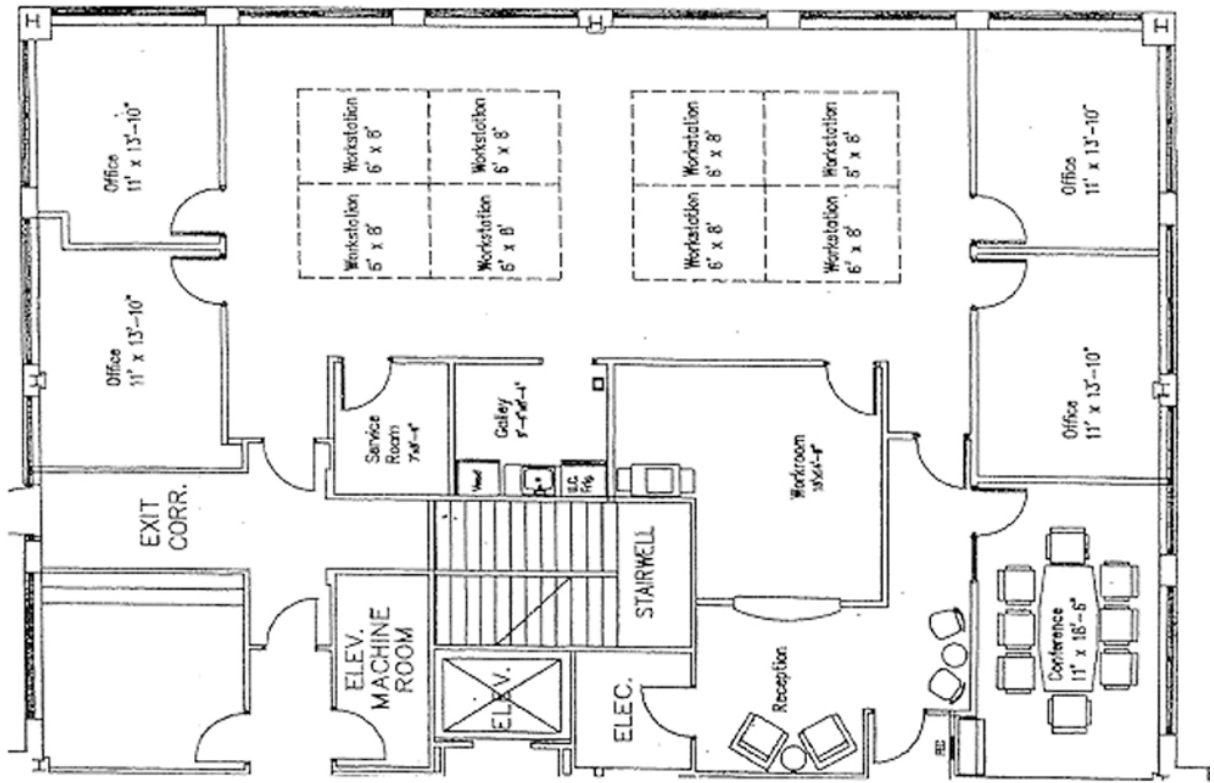 Office
11' x 13'-10"
Workstation
6' x 8'
Workstation
6' x 8'
Workstation
6' x 8'
Workstation
6' x 8'
Office
11' x 13'-10"
Workstation
6' x 8'
Workstation
6' x 8'
Workstation
6' x 8'
Workstation
6' x 8'
Office
11' x 13'-10"
Office
11' x 13'-10"
Service
Room
Galley
Workroom
U.C.
Frig.
EXIT
CORR.
STAIRWELL
ELEV.
MACHINE
ROOM
ELEV.
ELEC.
Reception
Conference
11' x 16'-6"
H
H
H
H
H
H